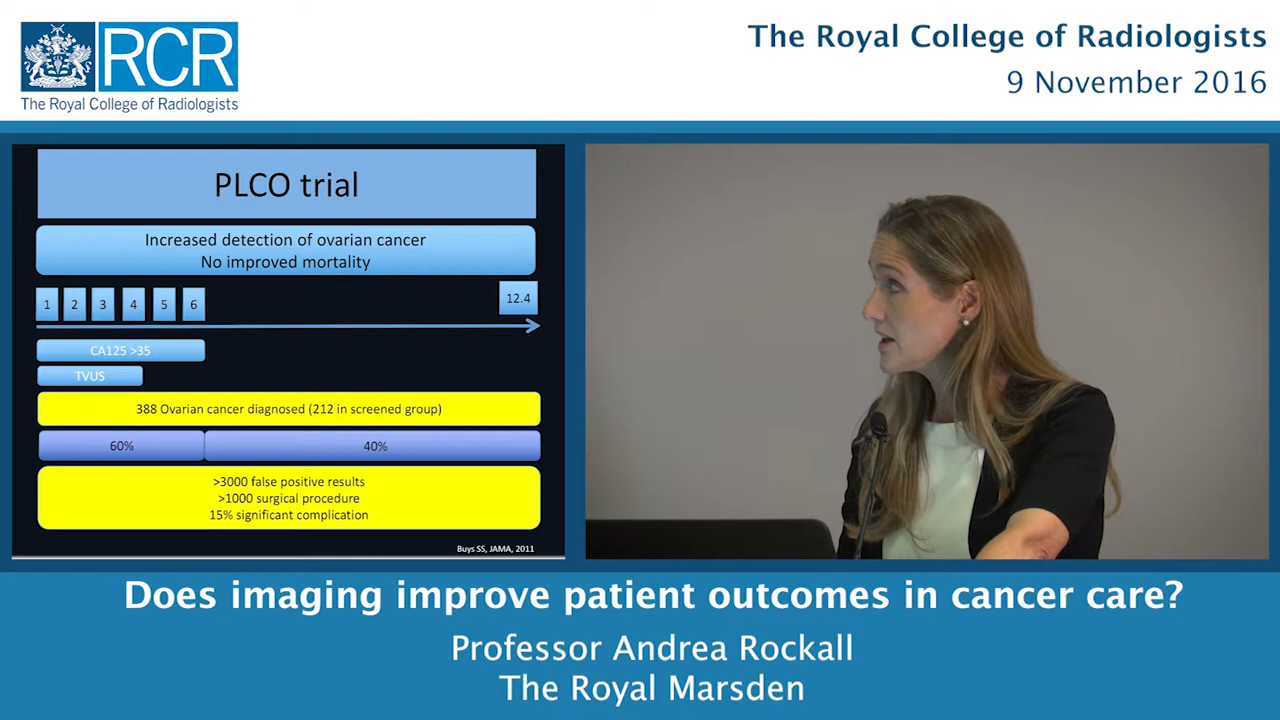 RCR
The Royal College of Radiologists
The Royal College of Radiologists
9 November 2016
PLCO trial
Increased detection of ovarian cancer
No improved mortality
1 2 3 4 5 6 12.4
CA125 >35
TVUS
388 Ovarian cancer diagnosed (212 in screened group)
60% 40%
>3000 false positive results
>1000 surgical procedure
15% significant complication
Buys SS, JAMA, 2011
Does imaging improve patient outcomes in cancer care?
Professor Andrea Rockall
The Royal Marsden